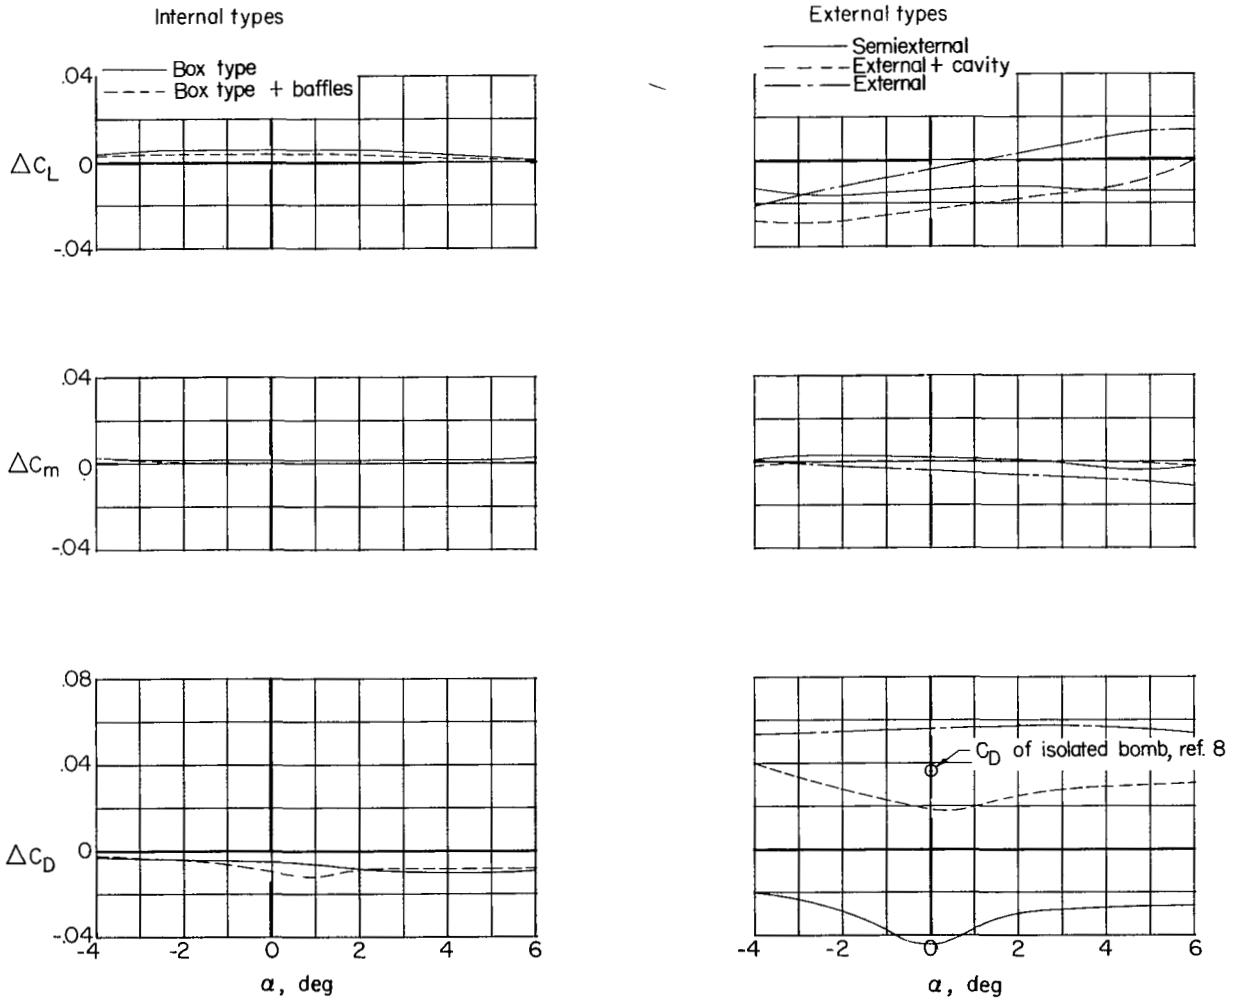 Internal types
Box type
Box type + baffles
.04
ΔC_L 0
-.04
.04
ΔC_m 0
-.04
.08
.04
0
ΔC_D
-.04
-4 -2 0 2 4 6
α, deg
External types
Semiexternal
External + cavity
External
C_D of isolated bomb, ref. 8
-4 -2 0 2 4 6
α, deg